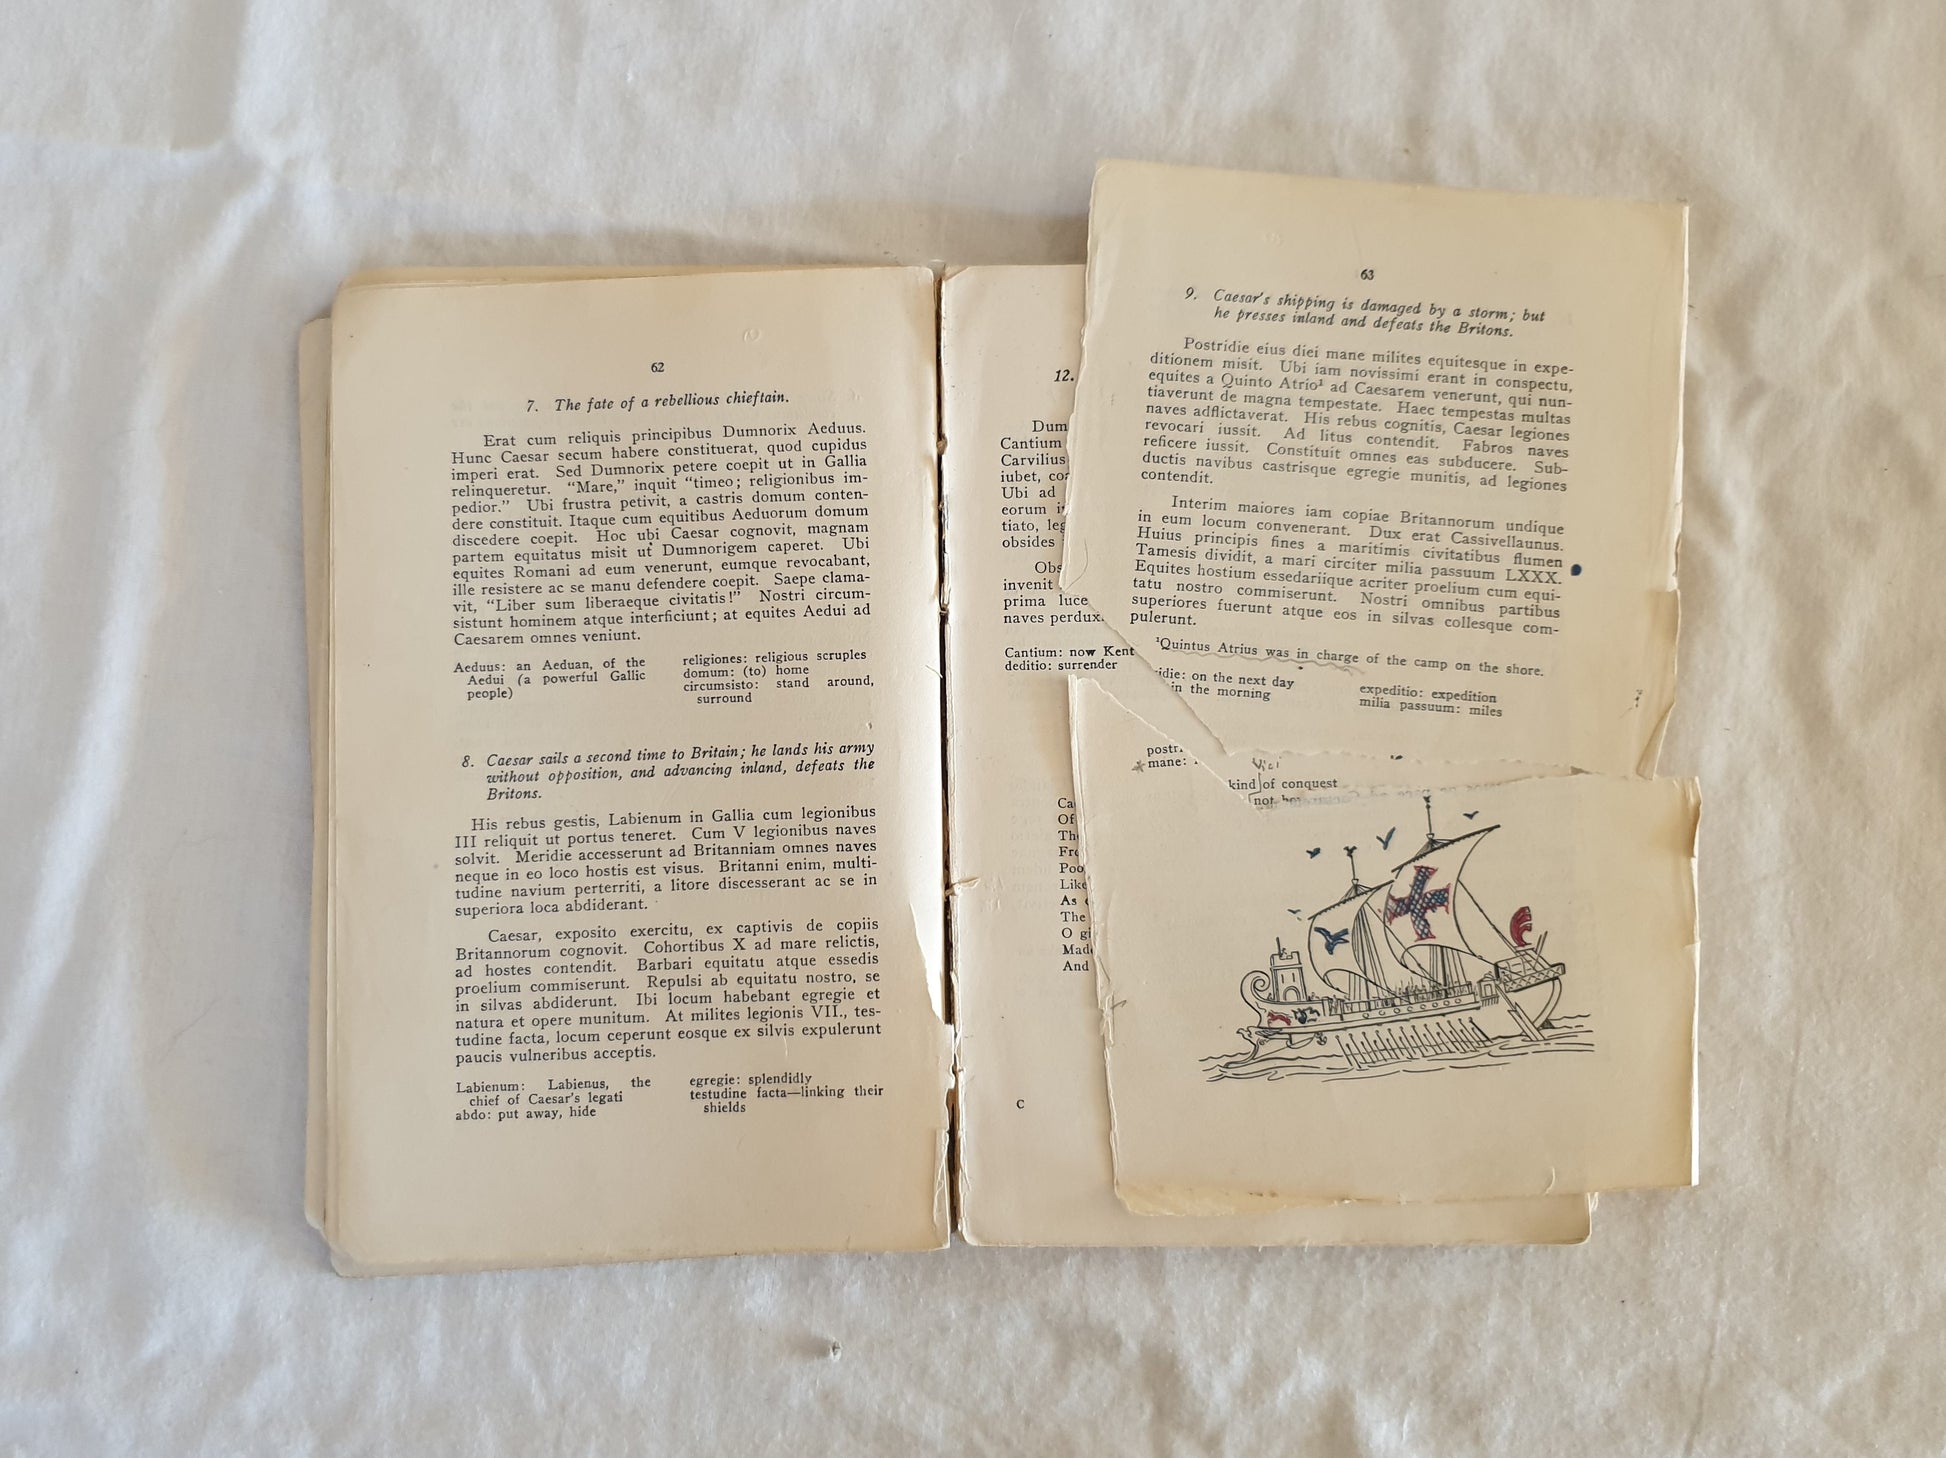 62
7. The fate of a rebellious chieftain.
Erat cum reliquis principibus Dumnorix Aeduus.
Hunc Caesar secum habere constituerat, quod cupidus
imperi erat. Sed Dumnorix petere coepit ut in Gallia
relinqueretur. “Mare,” inquit “timeo; religionibus im-
pedior.” Ubi frustra petivit, a castris domum conten-
dere constituit. Itaque cum equitibus Aeduorum domum
discedere coepit. Hoc ubi Caesar cognovit, magnam
partem equitatus misit ut Dumnorigem caperet. Ubi
equites Romani ad eum venerunt, eumque revocabant,
ille resistere ac se manu defendere coepit. Saepe clama-
vit, “Liber sum liberaeque civitatis!” Nostri circum-
sistunt hominem atque interficiunt; at equites Aedui ad
Caesarem omnes veniunt.
Aeduus: an Aeduan, of the
Aedui (a powerful Gallic
people)
religiones: religious scruples
domum: (to) home
circumsisto: stand around,
surround
8. Caesar sails a second time to Britain; he lands his army
without opposition, and advancing inland, defeats the
Britons.
His rebus gestis, Labienum in Gallia cum legionibus
III reliquit ut portus teneret. Cum V legionibus naves
solvit. Meridie accesserunt ad Britanniam omnes naves
neque in eo loco hostis est visus. Britanni enim, multi-
tudine navium perterriti, a litore discesserant ac se in
superiora loca abdiderant.
Caesar, exposito exercitu, ex captivis de copiis
Britannorum cognovit. Cohortibus X ad mare relictis,
ad hostes contendit. Barbari equitatu atque essedis
proelium commiserunt. Repulsi ab equitatu nostro, se
in silvas abdiderunt. Ibi locum habebant egregie et
natura et opere munitum. At milites legionis VII., tes-
tudine facta, locum ceperunt eosque ex silvis expulerunt
paucis vulneribus acceptis.
Labienum: Labienus, the
chief of Caesar's legati
abdo: put away, hide
egregie: splendidly
testudine facta—linking their
shields
12.
Dum
Cantium
Carvilius
iubet, co
Ubi ad
eorum i
tiato, leg
obsides
Obs
invenit
prima luce
naves perdux
Cantium: now Kent
deditio: surrender
Ca
Of
Th
Fro
Poo
Like
As
The
O gi
Made
And
C
63
9. Caesar's shipping is damaged by a storm; but
he presses inland and defeats the Britons.
Postridie eius diei mane milites equitesque in expe-
ditionem misit. Ubi iam novissimi erant in conspectu,
equites a Quinto Atrio¹ ad Caesarem venerunt, qui nun-
tiaverunt de magna tempestate. Haec tempestas multas
naves adflictaverat. His rebus cognitis, Caesar legiones
revocari iussit. Ad litus contendit. Fabros naves
reficere iussit. Constituit omnes eas subducere. Sub-
ductis navibus castrisque egregie munitis, ad legiones
contendit.
Interim maiores iam copiae Britannorum undique
in eum locum convenerant. Dux erat Cassivellaunus.
Huius principis fines a maritimis civitatibus flumen
Tamesis dividit, a mari circiter milia passuum LXXX.
Equites hostium essedariique acriter proelium cum equi-
tatu nostro commiserunt. Nostri omnibus partibus
superiores fuerunt atque eos in silvas collesque com-
pulerunt.
¹Quintus Atrius was in charge of the camp on the shore.
idie: on the next day
in the morning
expeditio: expedition
milia passuum: miles
postr
mane:
kind of conquest
not